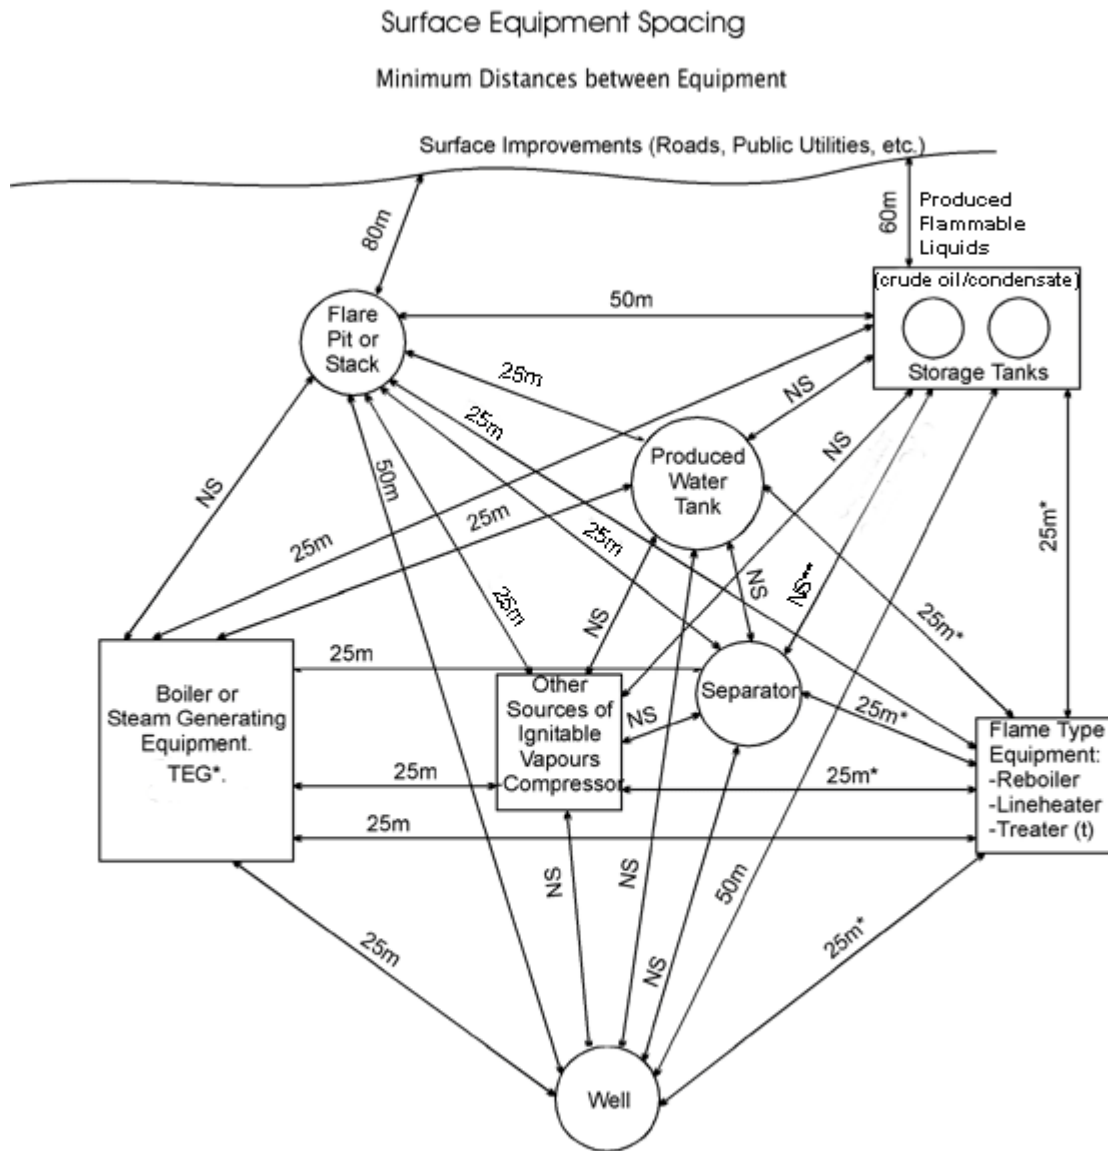 Surface Equipment Spacing
Minimum Distances between Equipment
Surface Improvements (Roads, Public Utilities, etc.)
80m
60m
Produced
Flammable
Liquids
(crude oil/condensate)
Storage Tanks
Flare
Pit or
Stack
50m
25m
NS
25m
NS
50m
Produced
Water
Tank
NS
25m
25m
25m
25m*
25m
NS
NS
NS**
25m*
25m
Boiler or
Steam Generating
Equipment.
TEG*.
Other
Sources of
Ignitable
Vapours
Compressor
Separator
NS
25m*
Flame Type
Equipment:
-Reboiler
-Lineheater
-Treater (t)
25m
25m*
25m
NS
NS
50m
25m
NS
25m*
Well